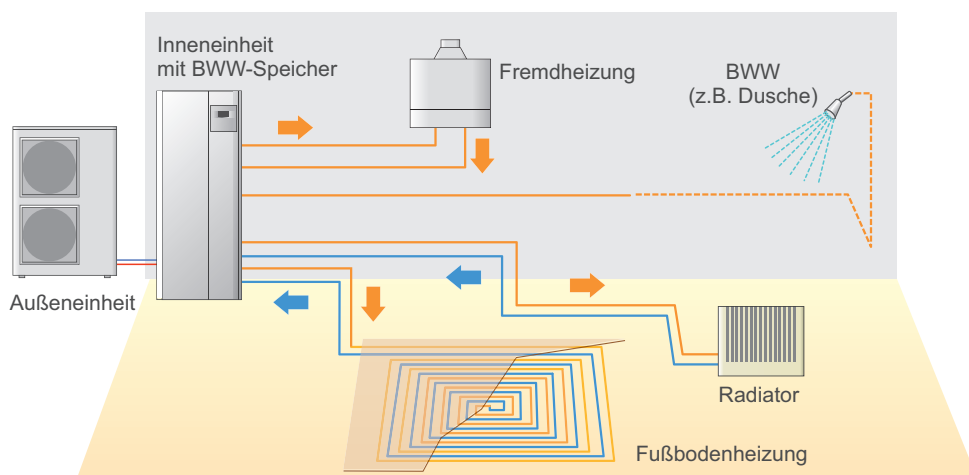 Inneneinheit
mit BWW-Speicher
Fremdheizung
BWW
(z.B. Dusche)
Außeneinheit
Radiator
Fußbodenheizung